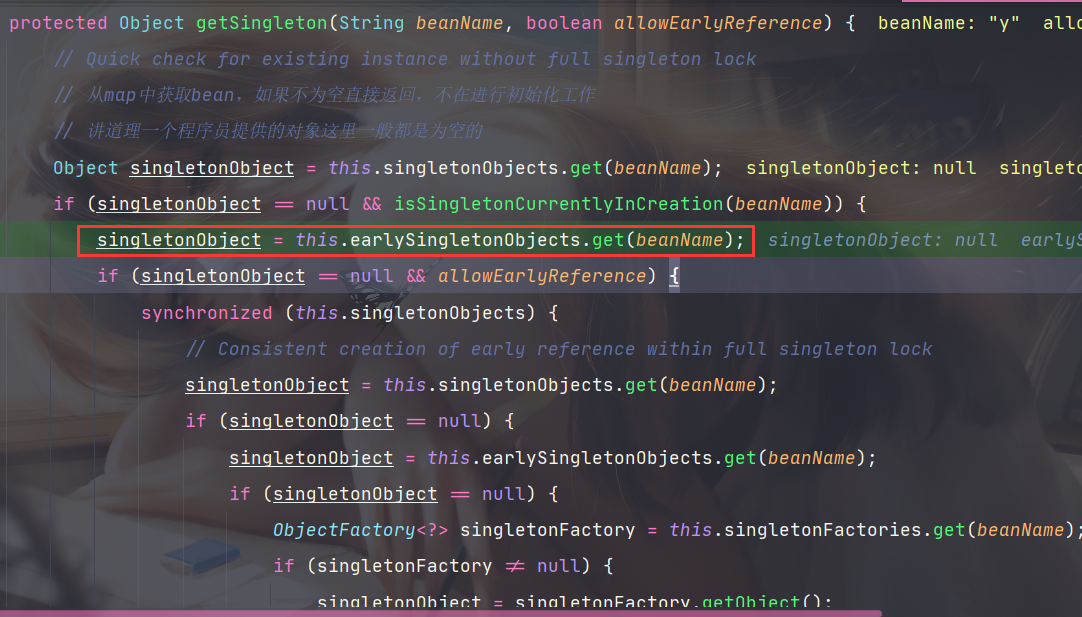 protected Object getSingleton(String beanName, boolean allowEarlyReference) {  beanName: "y"  allo
// Quick check for existing instance without full singleton lock
// 从map中获取bean，如果不为空直接返回，不在进行初始化工作
// 讲道理一个程序员提供的对象这里一般都是为空的
Object singletonObject = this.singletonObjects.get(beanName);  singletonObject: null  singleto
if (singletonObject == null && isSingletonCurrentlyInCreation(beanName)) {
singletonObject = this.earlySingletonObjects.get(beanName);  singletonObject: null  earlyS
if (singletonObject == null && allowEarlyReference) {
synchronized (this.singletonObjects) {
// Consistent creation of early reference within full singleton lock
singletonObject = this.singletonObjects.get(beanName);
if (singletonObject == null) {
singletonObject = this.earlySingletonObjects.get(beanName);
if (singletonObject == null) {
ObjectFactory<?> singletonFactory = this.singletonFactories.get(beanName);
if (singletonFactory != null) {
singletonObject = singletonFactory.getObject();